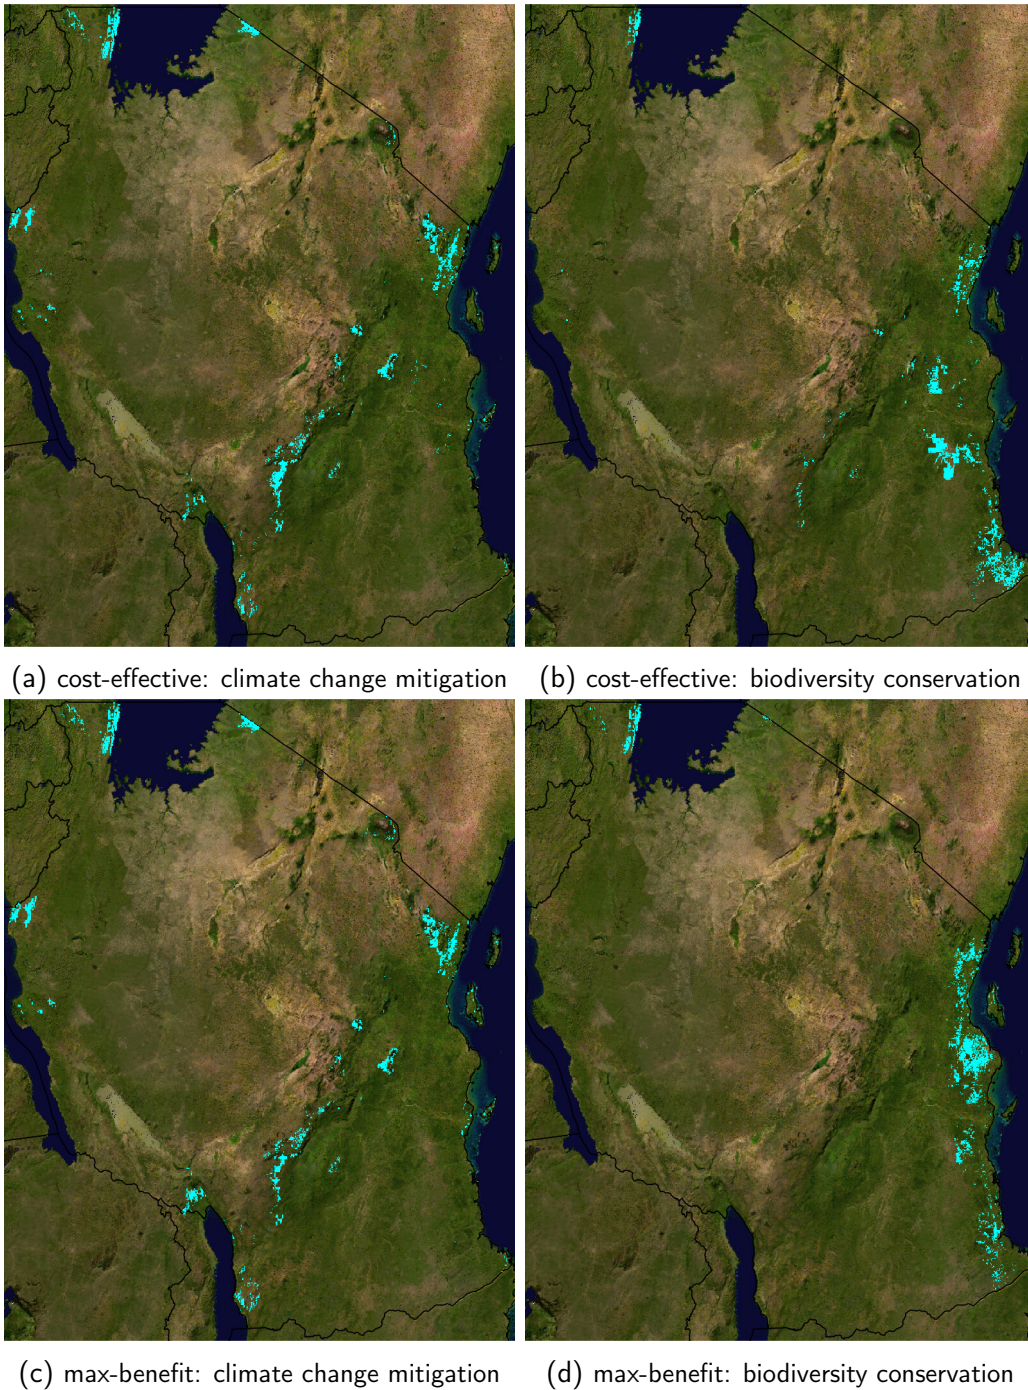 (a) cost-effective: climate change mitigation
(b) cost-effective: biodiversity conservation
(c) max-benefit: climate change mitigation
(d) max-benefit: biodiversity conservation